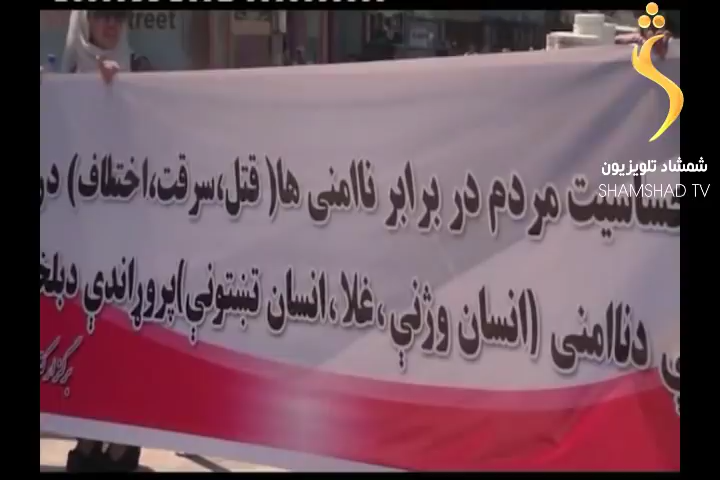 street
شمشاد تلویزیون
SHAMSHAD TV
حساسیت مردم در برابر ناامنی ها( قتل،سرقت،اختطاف) در
دناامنی (انسان وژنې ،غلا،انسان تښتونې)پروړاندې دبلخ